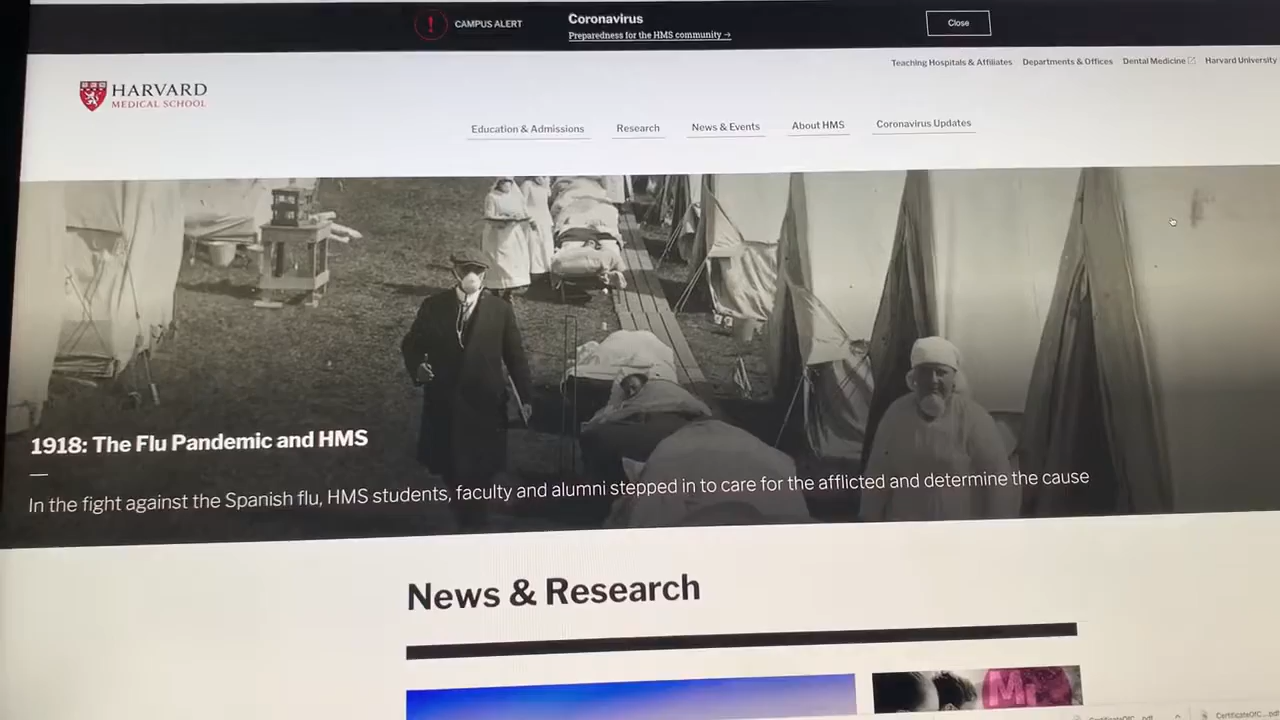 CAMPUS ALERT
Coronavirus
Preparedness for the HMS community →
Close
Teaching Hospitals & Affiliates Departments & Offices Dental Medicine Harvard University
HARVARD
MEDICAL SCHOOL
Education & Admissions Research News & Events About HMS Coronavirus Updates
1918: The Flu Pandemic and HMS
In the fight against the Spanish flu, HMS students, faculty and alumni stepped in to care for the afflicted and determine the cause
News & Research